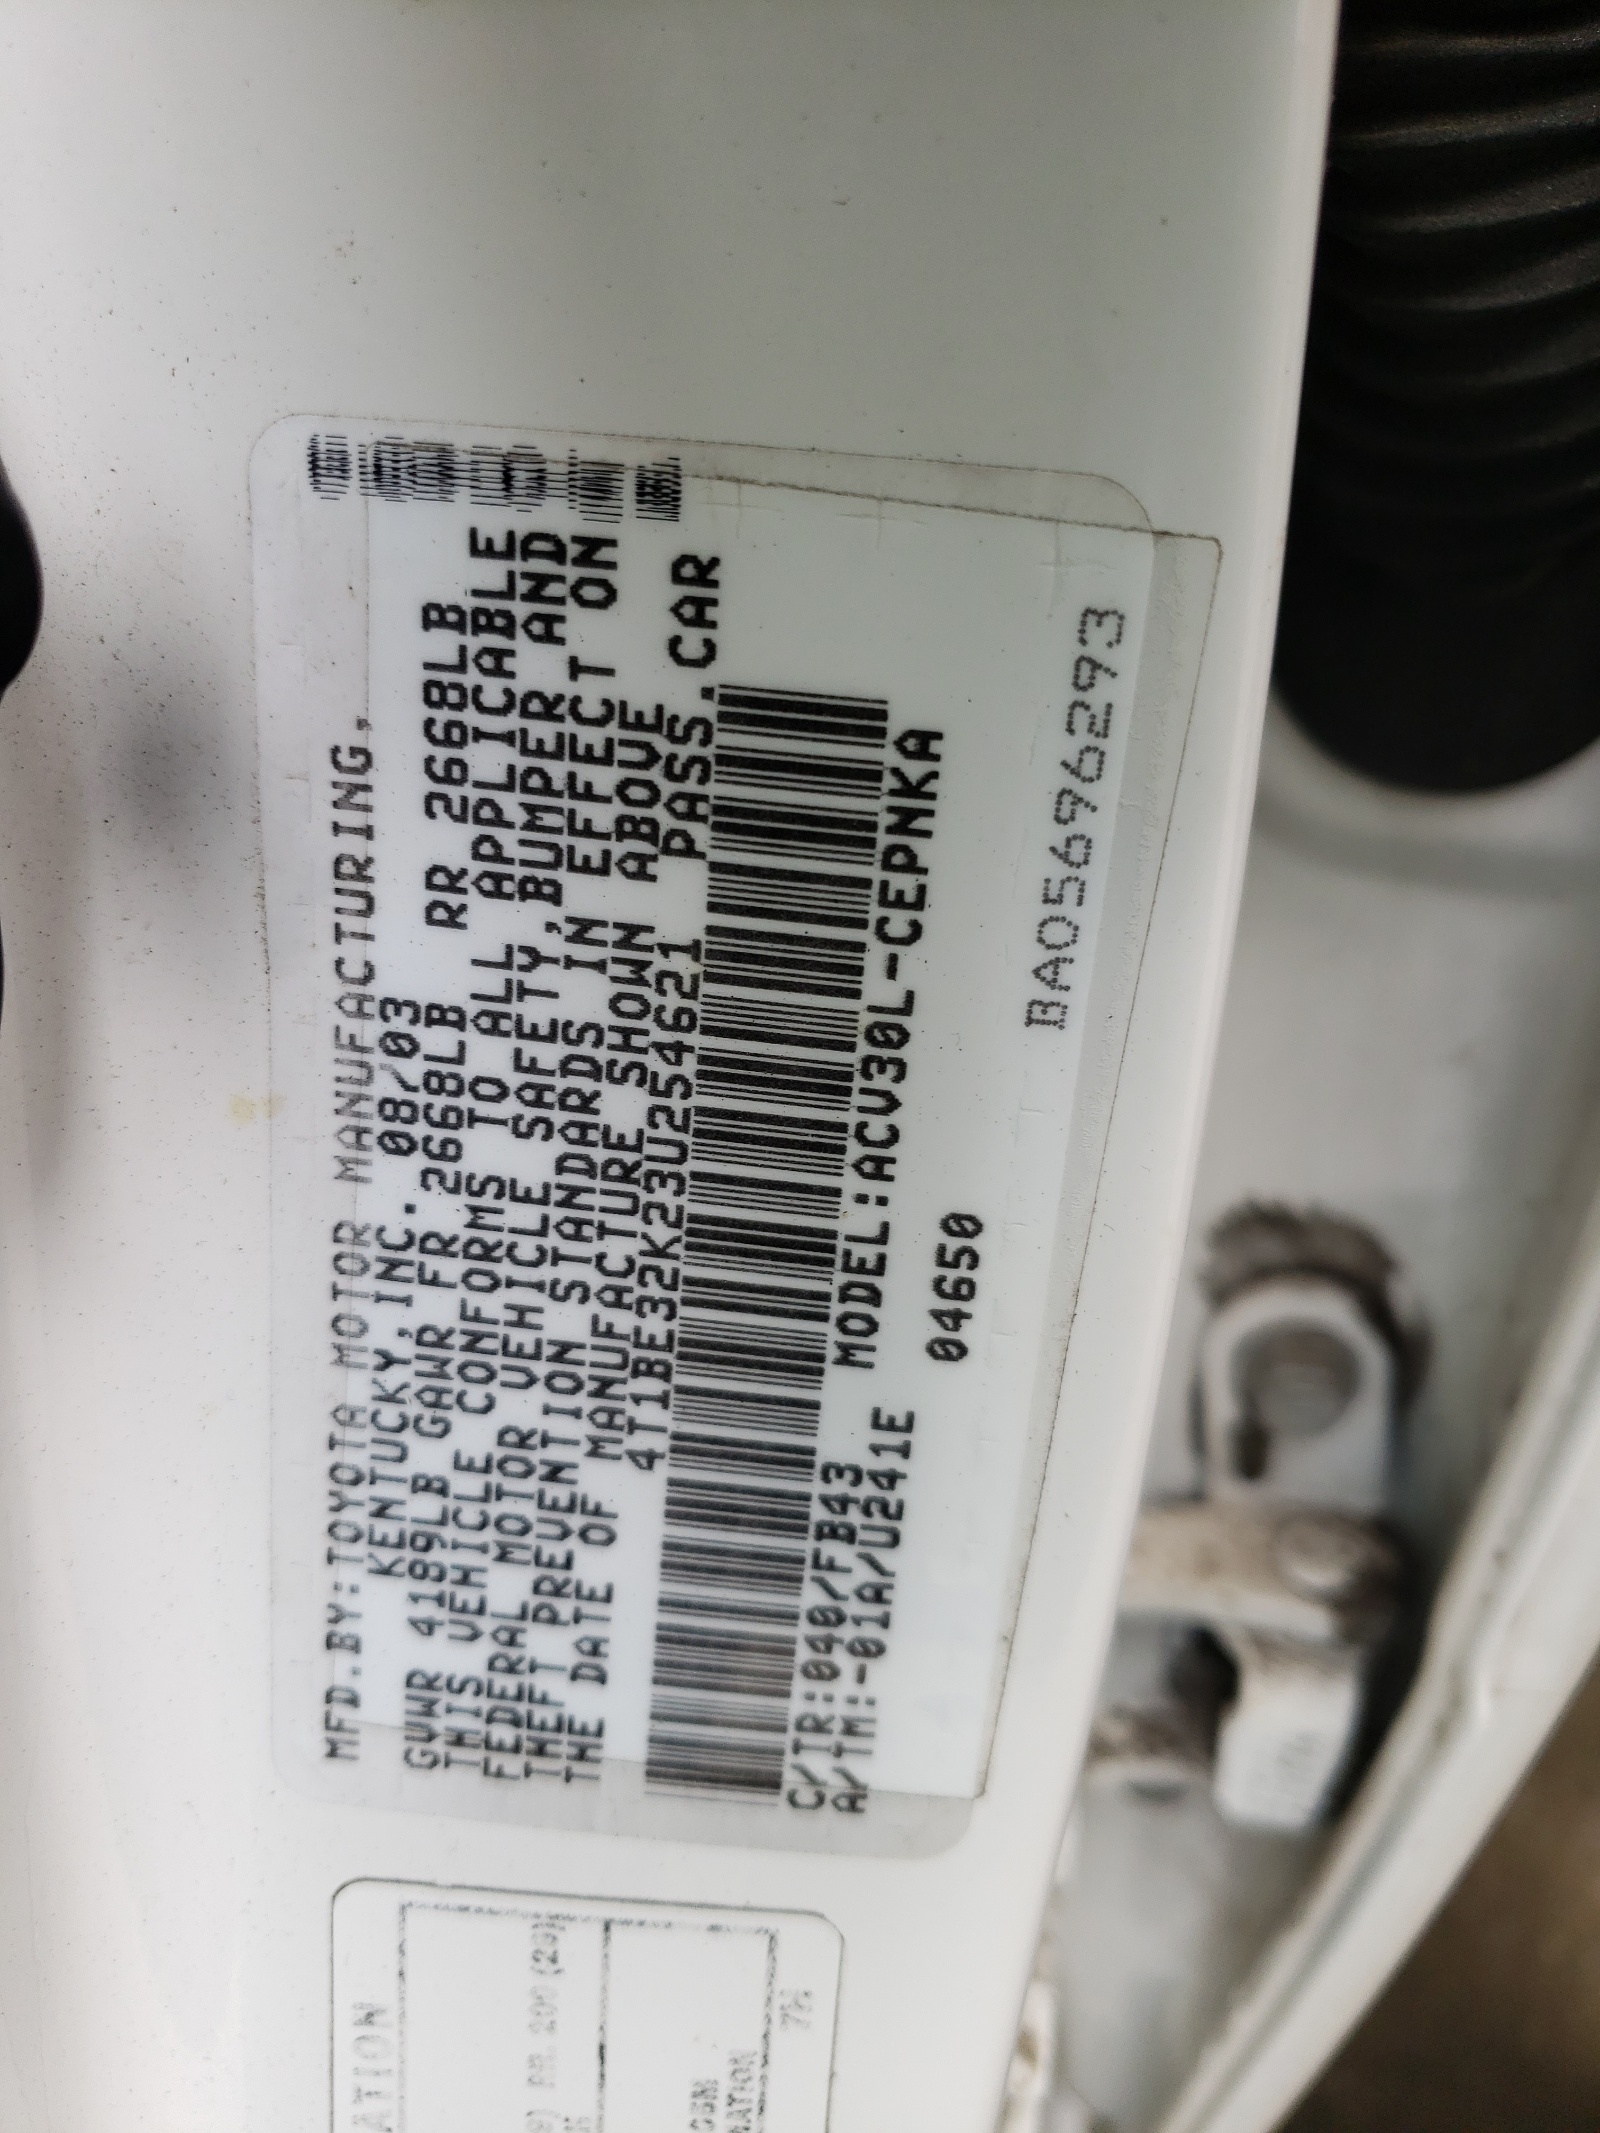 MFD.BY:TOYOTA MOTOR MANUFACTURING,
KENTUCKY,INC. 08/03
GVWR 4189LB GAWR FR 2668LB RR 2668LB
THIS VEHICLE CONFORMS TO ALL APPLICABLE
FEDERAL MOTOR VEHICLE SAFETY,BUMPER AND
THEFT PREVENTION STANDARDS IN EFFECT ON
THE DATE OF MANUFACTURE SHOWN ABOVE
4T1BE32K23U254621 PASS.CAR
C/TR:040/FB43 MODEL:ACV30L-CEPNKA
A/TM:-01A/U241E
04650
BA05696293